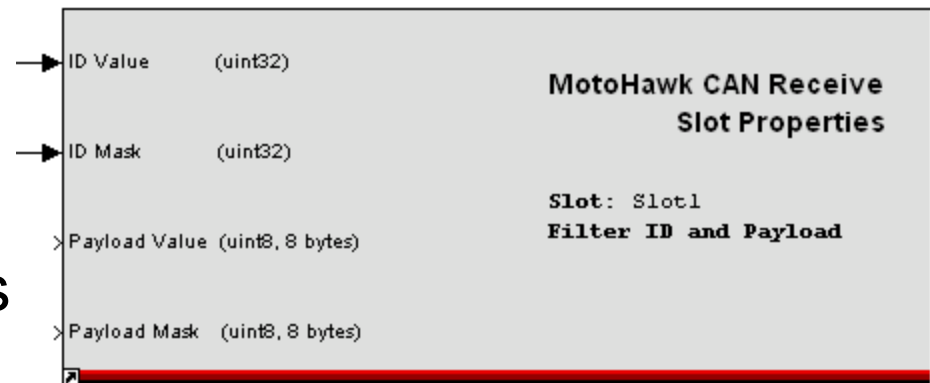 ID Value (uint32)
MotoHawk CAN Receive
Slot Properties
ID Mask (uint32)
Slot: Slot1
Filter ID and Payload
Payload Value (uint8, 8 bytes)
s
Payload Mask (uint8, 8 bytes)